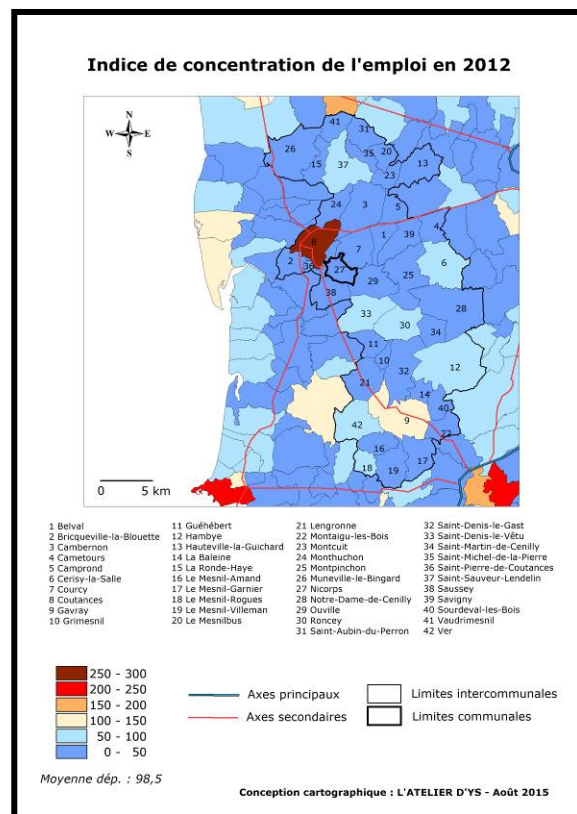 Indice de concentration de l'emploi en 2012
N
W E
S
41
31
26
35
20
15
37
13
23
24
3
5
4
8
1
39
7
2
36
27
6
25
29
38
28
33
30
34
11
10
12
32
21
14
40
9
42
22
16
17
18
19
0 5 km
1 Belval
2 Bricqueville-la-Blouette
3 Cambernon
4 Cametours
5 Camprond
6 Cerisy-la-Salle
7 Courcy
8 Coutances
9 Gavray
10 Grimesnil
11 Guéhébert
12 Hambye
13 Hauteville-la-Guichard
14 La Baleine
15 La Ronde-Haye
16 Le Mesnil-Amand
17 Le Mesnil-Garnier
18 Le Mesnil-Rogues
19 Le Mesnil-Villeman
20 Le Mesnilbus
21 Lengronne
22 Montaigu-les-Bois
23 Montcuit
24 Monthuchon
25 Montpinchon
26 Muneville-le-Bingard
27 Nicorps
28 Notre-Dame-de-Cenilly
29 Ouville
30 Roncey
31 Saint-Aubin-du-Perron
32 Saint-Denis-le-Gast
33 Saint-Denis-le-Vêtu
34 Saint-Martin-de-Cenilly
35 Saint-Michel-de-la-Pierre
36 Saint-Pierre-de-Coutances
37 Saint-Sauveur-Lendelin
38 Saussey
39 Savigny
40 Sourdeval-les-Bois
41 Vaudrimesnil
42 Ver
250 - 300
200 - 250
150 - 200
100 - 150
50 - 100
0 - 50
Axes principaux
Axes secondaires
Limites intercommunales
Limites communales
Moyenne dép. : 98,5
Conception cartographique : L'ATELIER D'YS - Août 2015